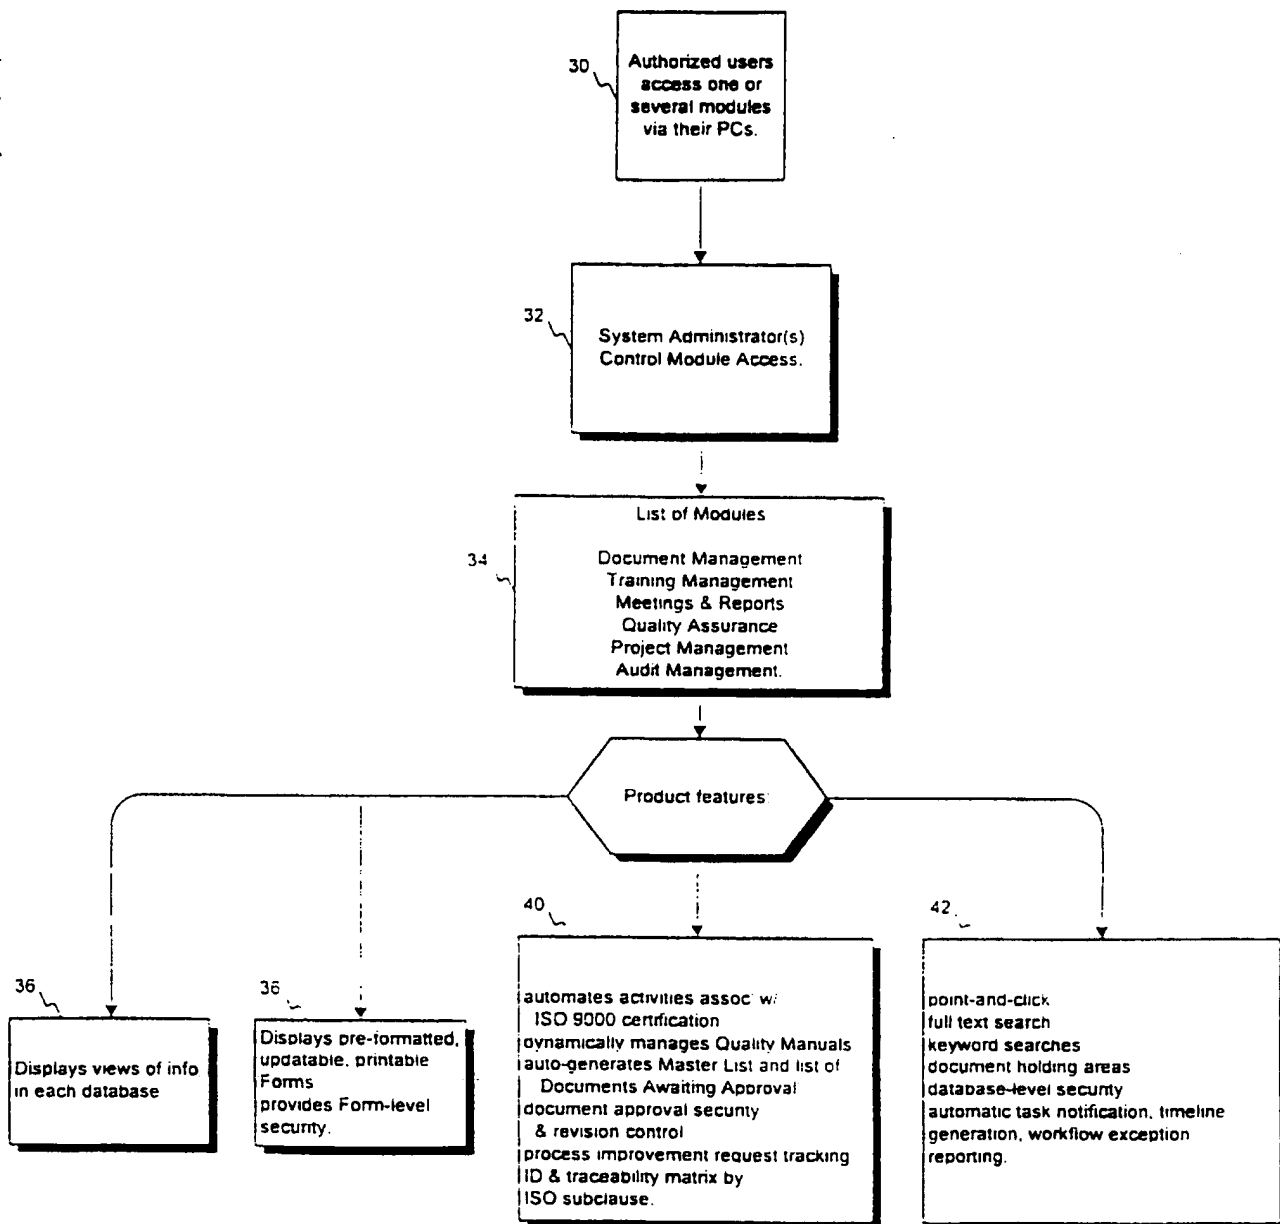 30
Authorized users
access one or
several modules
via their PCs.
32
System Administrator(s)
Control Module Access.
34
List of Modules
Document Management
Training Management
Meetings & Reports
Quality Assurance
Project Management
Audit Management.
Product features:
36
Displays views of info
in each database
36
Displays pre-formatted,
updatable, printable
Forms
provides Form-level
security.
40
automates activities assoc' w/
ISO 9000 certification
dynamically manages Quality Manuals
auto-generates Master List and list of
Documents Awaiting Approval
document approval security
& revision control
process improvement request tracking
ID & traceability matrix by
ISO subclause.
42
point-and-click
full text search
keyword searches
document holding areas
database-level security
automatic task notification, timeline
generation, workflow exception
reporting.